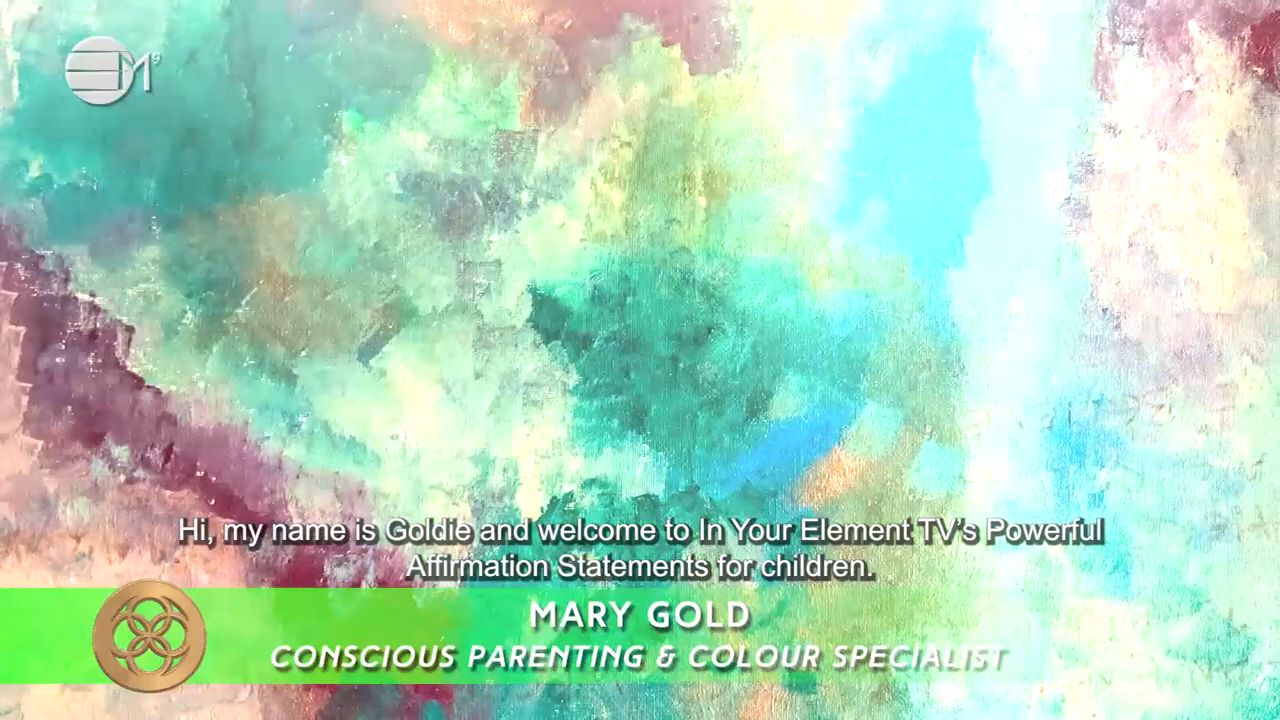 EM9
Hi, my name is Goldie and welcome to In Your Element TV's Powerful
Affirmation Statements for children.
MARY GOLD
CONSCIOUS PARENTING & COLOUR SPECIALIST